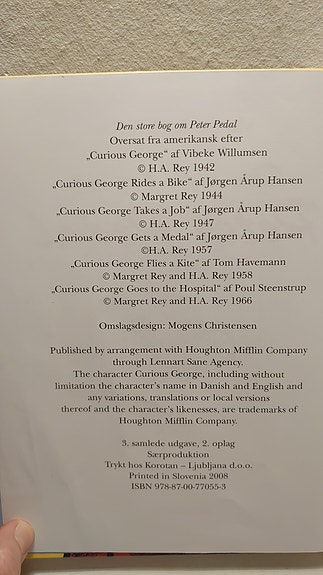 Den store bog om Peter Pedal
Oversat fra amerikansk efter
„Curious George“ af Vibeke Willumsen
© H.A. Rey 1942
„Curious George Rides a Bike“ af Jørgen Årup Hansen
© Margret Rey 1944
„Curious George Takes a Job“ af Jørgen Årup Hansen
© H.A. Rey 1947
„Curious George Gets a Medal“ af Jørgen Årup Hansen
©H.A. Rey 1957
„Curious George Flies a Kite“ af Tom Havemann
© Margret Rey and H.A. Rey 1958
„Curious George Goes to the Hospital“ af Poul Steenstrup
© Margret Rey and H.A. Rey 1966
Omslagsdesign: Mogens Christensen
Published by arrangement with Houghton Mifflin Company
through Lennart Sane Agency.
The character Curious George, including without
limitation the character’s name in Danish and English and
any variations, translations or local versions
thereof and the character’s likenesses, are trademarks of
Houghton Mifflin Company.
3. samlede udgave, 2. oplag
Særproduktion
Trykt hos Korotan – Ljubljana d.o.o.
Printed in Slovenia 2008
ISBN 978-87-00-77055-3